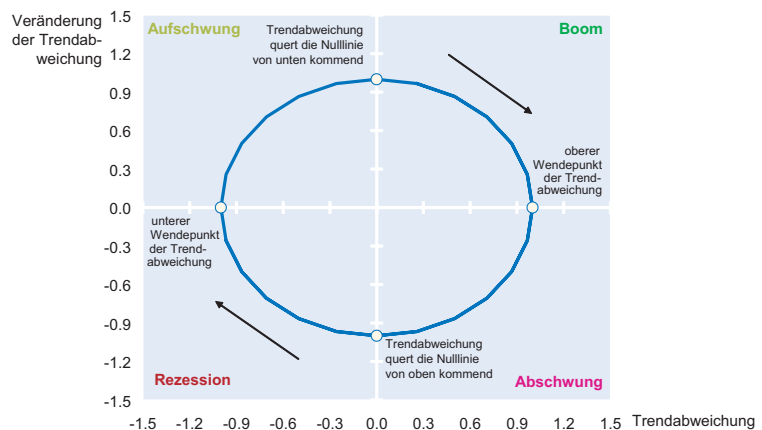 Veränderung
der Trendab-
weichung
1.5
1.2
0.9
0.6
0.3
0.0
-0.3
-0.6
-0.9
-1.2
-1.5
Aufschwung
Trendabweichung
quert die Nulllinie
von unten kommend
Boom
oberer
Wendepunkt
der Trend-
abweichung
unterer
Wendepunkt
der Trend-
abweichung
Trendabweichung
quert die Nulllinie
von oben kommend
Rezession
Abschwung
-1.5 -1.2 -0.9 -0.6 -0.3 0.0 0.3 0.6 0.9 1.2 1.5 Trendabweichung